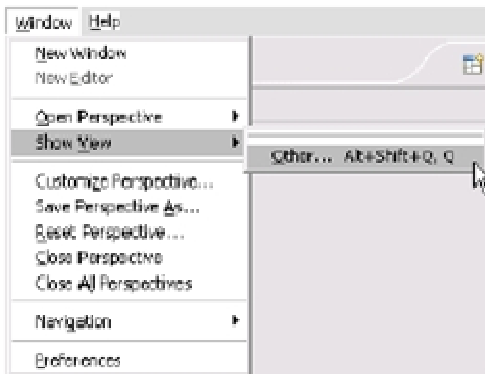 Window Help
New Window
New Editor
Open Perspective
Show View
Other... Alt+Shift+Q, Q
Customize Perspective...
Save Perspective As...
Reset Perspective...
Close Perspective
Close All Perspectives
Navigation
Preferences